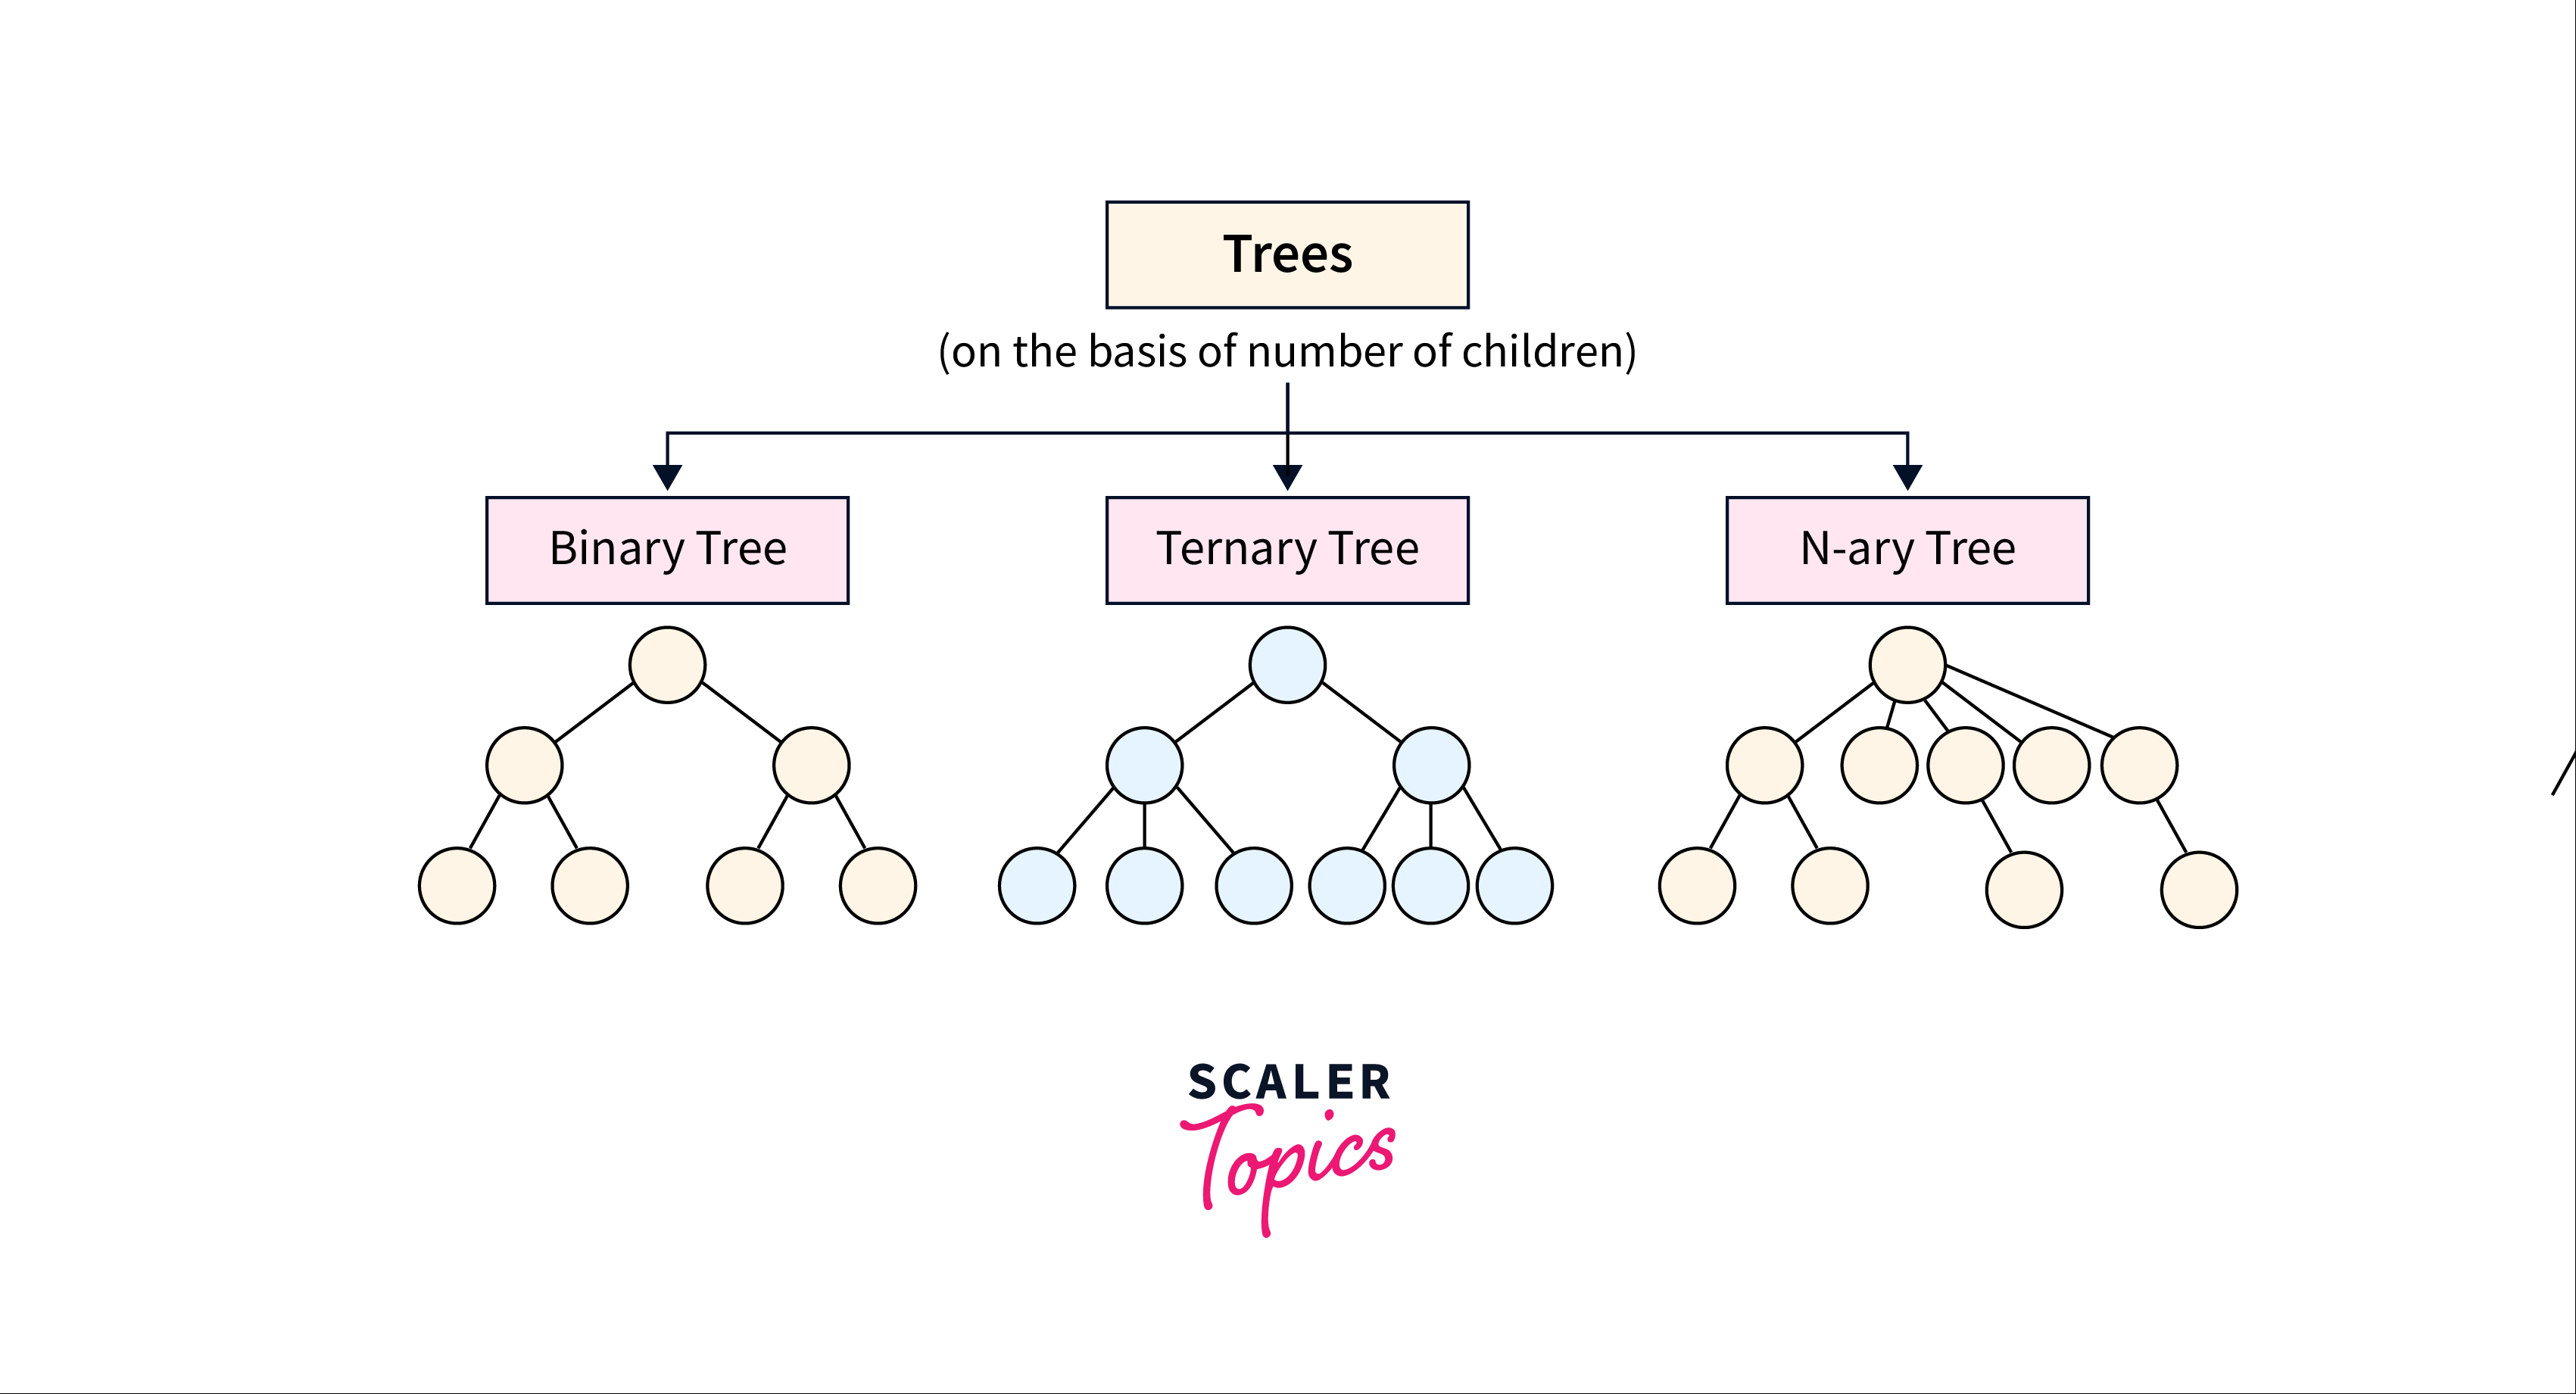 Trees
(on the basis of number of children)
Binary Tree
Ternary Tree
N-ary Tree
SCALER
Topics